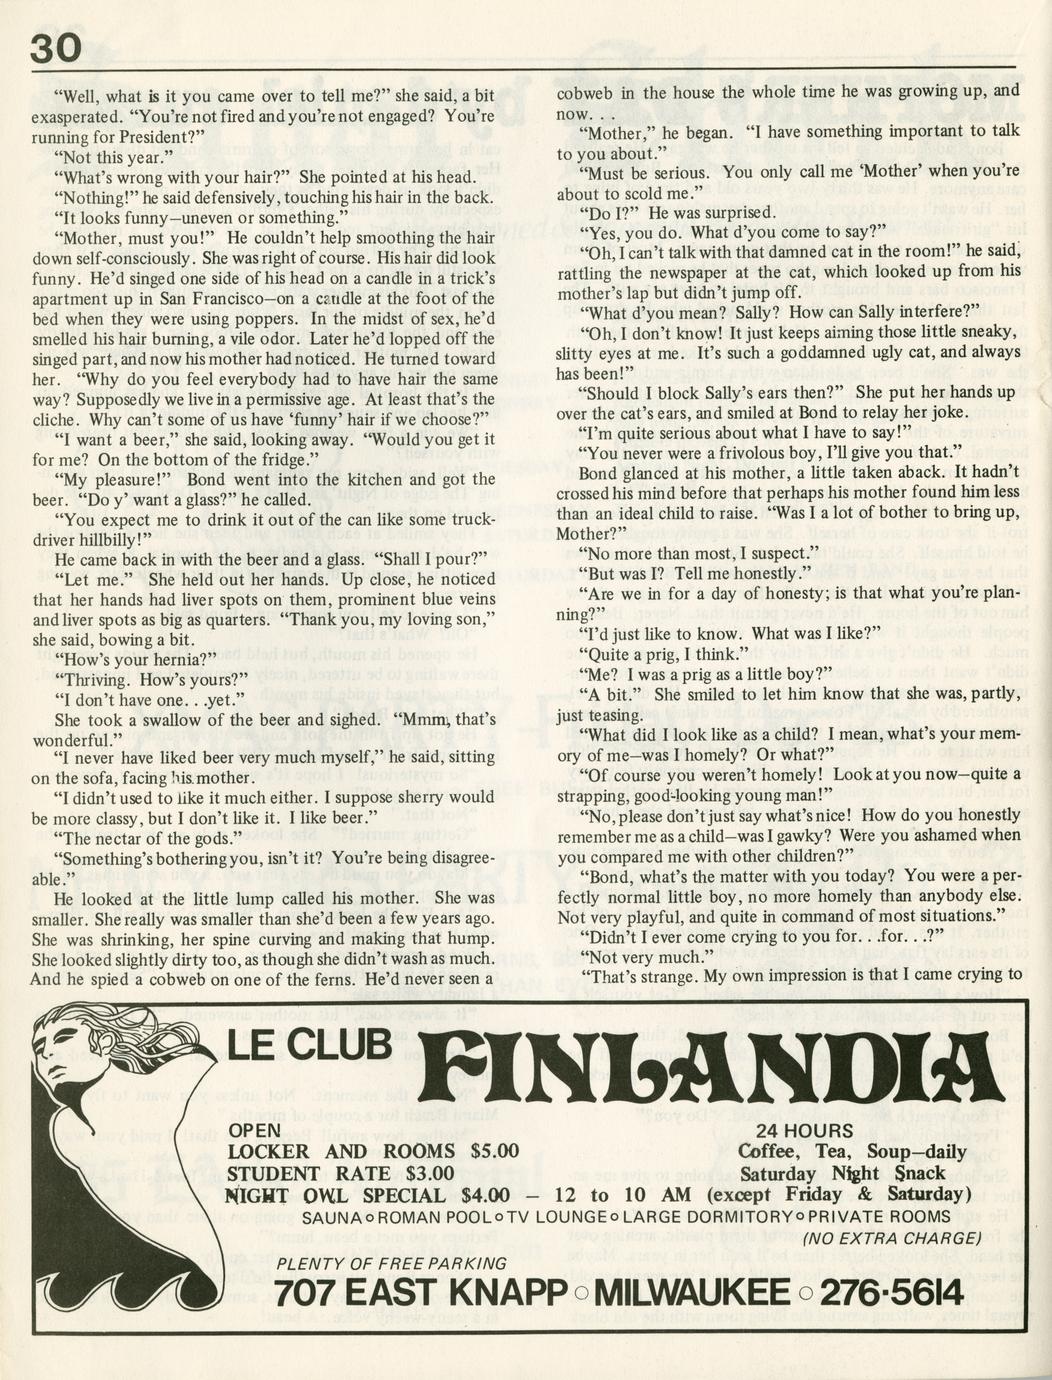 30
“Well, what is it you came over to tell me?” she said, a bit
exasperated. “You’re not fired and you’re not engaged? You’re
running for President?”
“Not this year.”
“What’s wrong with your hair?” She pointed at his head.
“Nothing!” he said defensively, touching his hair in the back.
“It looks funny—uneven or something.”
“Mother, must you!” He couldn’t help smoothing the hair
down self-consciously. She was right of course. His hair did look
funny. He’d singed one side of his head on a candle in a trick’s
apartment up in San Francisco—on a candle at the foot of the
bed when they were using poppers. In the midst of sex, he’d
smelled his hair burning, a vile odor. Later he’d lopped off the
singed part, and now his mother had noticed. He turned toward
her. “Why do you feel everybody had to have hair the same
way? Supposedly we live in a permissive age. At least that’s the
cliche. Why can’t some of us have ‘funny’ hair if we choose?”
“I want a beer,” she said, looking away. “Would you get it
for me? On the bottom of the fridge.”
“My pleasure!” Bond went into the kitchen and got the
beer. “Do y’ want a glass?” he called.
“You expect me to drink it out of the can like some truck-
driver hillbilly!”
He came back in with the beer and a glass. “Shall I pour?”
“Let me.” She held out her hands. Up close, he noticed
that her hands had liver spots on them, prominent blue veins
and liver spots as big as quarters. “Thank you, my loving son,”
she said, bowing a bit.
“How’s your hernia?”
“Thriving. How’s yours?”
“I don’t have one. . .yet.”
She took a swallow of the beer and sighed. “Mmm, that’s
wonderful.”
“I never have liked beer very much myself,” he said, sitting
on the sofa, facing his mother.
“I didn’t used to like it much either. I suppose sherry would
be more classy, but I don’t like it. I like beer.”
“The nectar of the gods.”
“Something’s bothering you, isn’t it? You’re being disagree-
able.”
He looked at the little lump called his mother. She was
smaller. She really was smaller than she’d been a few years ago.
She was shrinking, her spine curving and making that hump.
She looked slightly dirty too, as though she didn’t wash as much.
And he spied a cobweb on one of the ferns. He’d never seen a
cobweb in the house the whole time he was growing up, and
now. . .
“Mother,” he began. “I have something important to talk
to you about.”
“Must be serious. You only call me ‘Mother’ when you’re
about to scold me.”
“Do I?” He was surprised.
“Yes, you do. What d’you come to say?”
“Oh, I can’t talk with that damned cat in the room!” he said,
rattling the newspaper at the cat, which looked up from his
mother’s lap but didn’t jump off.
“What d’you mean? Sally? How can Sally interfere?”
“Oh, I don’t know! It just keeps aiming those little sneaky,
slitty eyes at me. It’s such a goddamned ugly cat, and always
has been!”
“Should I block Sally’s ears then?” She put her hands up
over the cat’s ears, and smiled at Bond to relay her joke.
“I’m quite serious about what I have to say!”
“You never were a frivolous boy, I’ll give you that.”
Bond glanced at his mother, a little taken aback. It hadn’t
crossed his mind before that perhaps his mother found him less
than an ideal child to raise. “Was I a lot of bother to bring up,
Mother?”
“No more than most, I suspect.”
“But was I? Tell me honestly.”
“Are we in for a day of honesty; is that what you’re plan-
ning?”
“I’d just like to know. What was I like?”
“Quite a prig, I think.”
“Me? I was a prig as a little boy?”
“A bit.” She smiled to let him know that she was, partly,
just teasing.
“What did I look like as a child? I mean, what’s your mem-
ory of me—was I homely? Or what?”
“Of course you weren’t homely! Look at you now—quite a
strapping, good-looking young man!”
“No, please don’t just say what’s nice! How do you honestly
remember me as a child—was I gawky? Were you ashamed when
you compared me with other children?”
“Bond, what’s the matter with you today? You were a per-
fectly normal little boy, no more homely than anybody else.
Not very playful, and quite in command of most situations.”
“Didn’t I ever come crying to you for. . .for. . .?”
“Not very much.”
“That’s strange. My own impression is that I came crying to
LE CLUB FINLANDIA
OPEN 24 HOURS
LOCKER AND ROOMS $5.00 Coffee, Tea, Soup—daily
STUDENT RATE $3.00 Saturday Night Snack
NIGHT OWL SPECIAL $4.00 — 12 to 10 AM (except Friday & Saturday)
SAUNA○ROMAN POOL○TV LOUNGE○LARGE DORMITORY○PRIVATE ROOMS
(NO EXTRA CHARGE)
PLENTY OF FREE PARKING
707 EAST KNAPP ○ MILWAUKEE ○ 276·5614